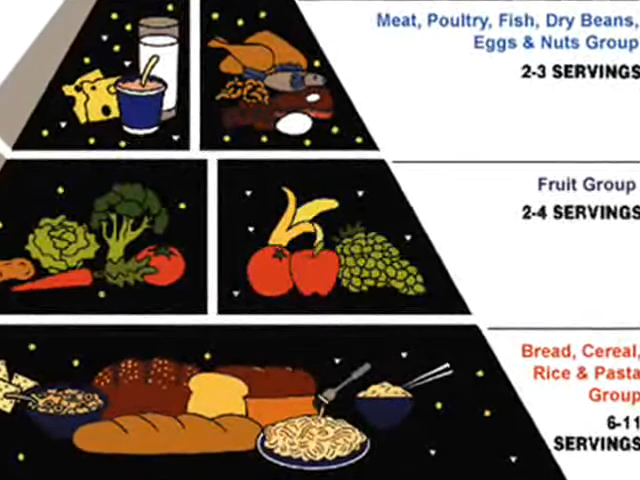 Meat, Poultry, Fish, Dry Beans,
Eggs & Nuts Group
2-3 SERVINGS
Fruit Group
2-4 SERVINGS
Bread, Cereal,
Rice & Pasta
Group
6-11
SERVINGS